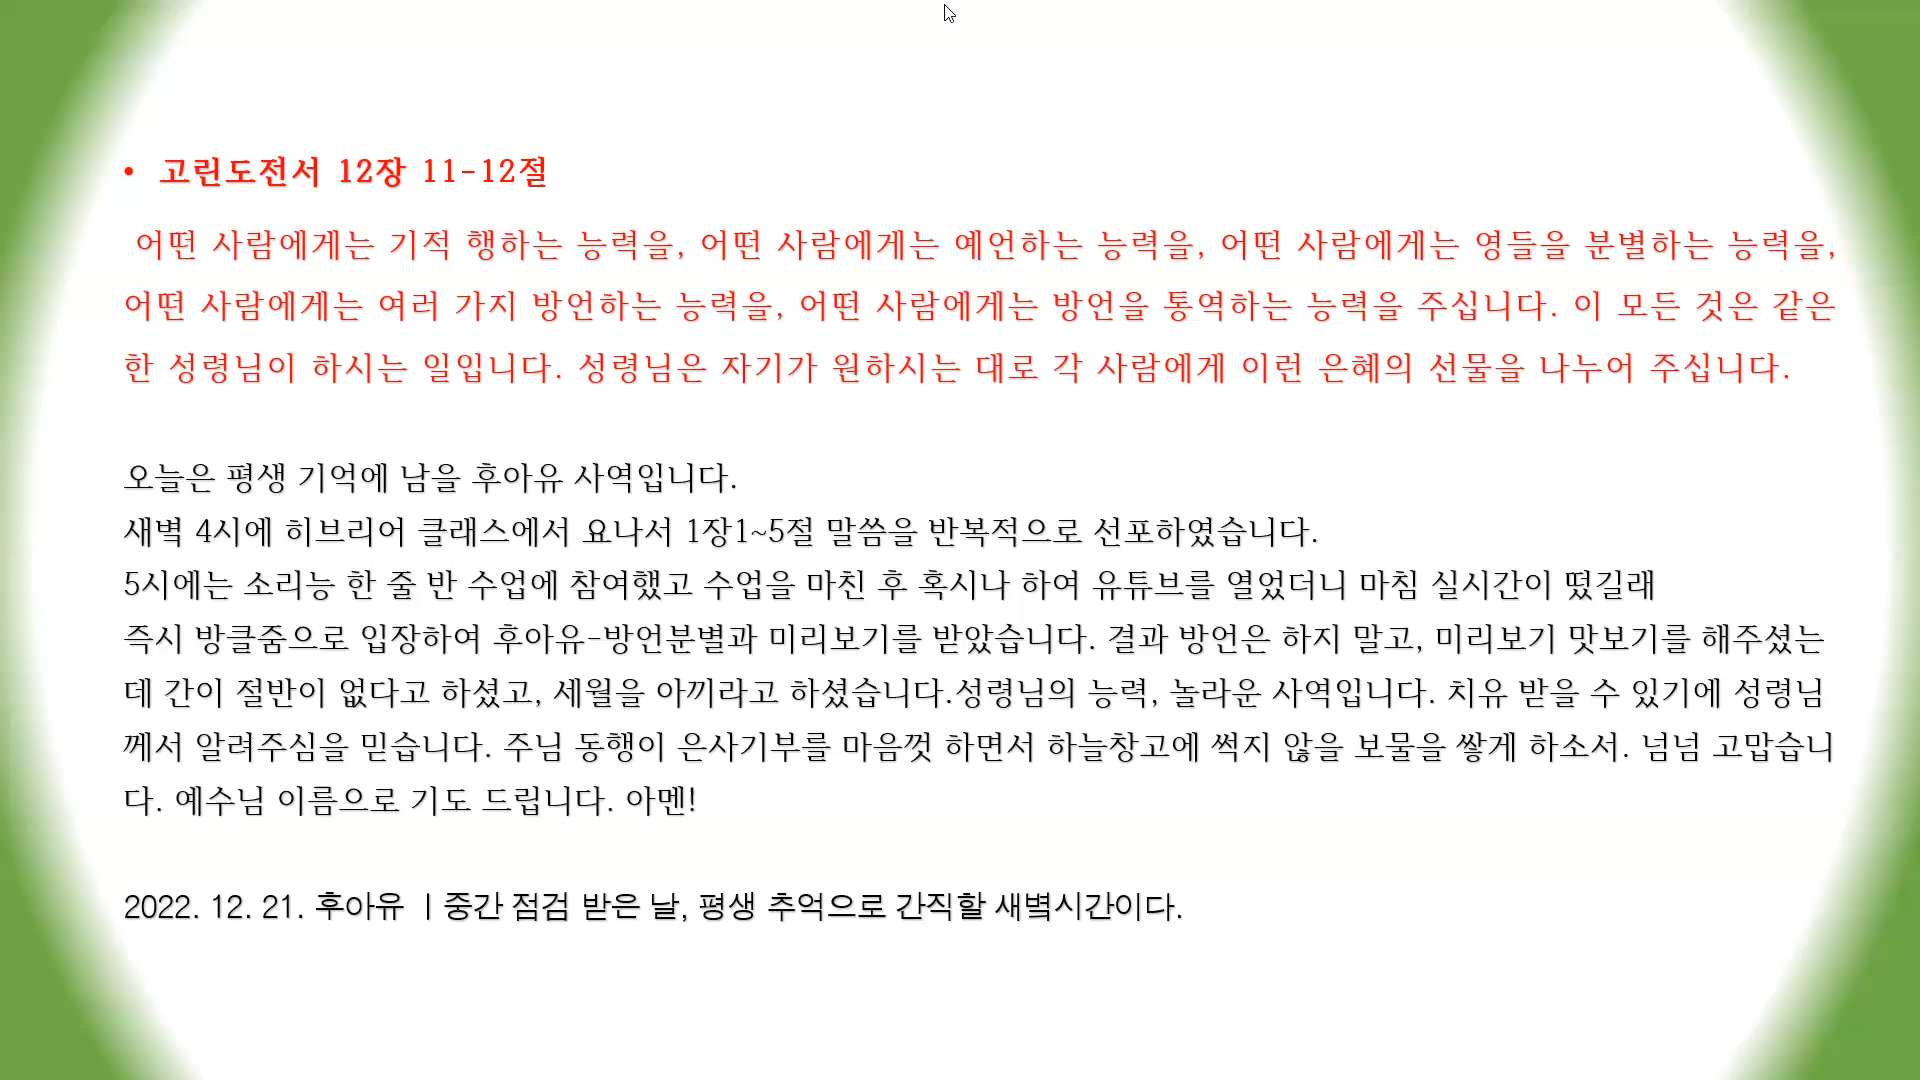 • 고린도전서 12장 11-12절
어떤 사람에게는 기적 행하는 능력을, 어떤 사람에게는 예언하는 능력을, 어떤 사람에게는 영들을 분별하는 능력을,
어떤 사람에게는 여러 가지 방언하는 능력을, 어떤 사람에게는 방언을 통역하는 능력을 주십니다. 이 모든 것은 같은
한 성령님이 하시는 일입니다. 성령님은 자기가 원하시는 대로 각 사람에게 이런 은혜의 선물을 나누어 주십니다.
오늘은 평생 기억에 남을 후아유 사역입니다.
새벽 4시에 히브리어 클래스에서 요나서 1장1~5절 말씀을 반복적으로 선포하였습니다.
5시에는 소리능 한 줄 반 수업에 참여했고 수업을 마친 후 혹시나 하여 유튜브를 열었더니 마침 실시간이 떴길래
즉시 방클줌으로 입장하여 후아유-방언분별과 미리보기를 받았습니다. 결과 방언은 하지 말고, 미리보기 맛보기를 해주셨는
데 간이 절반이 없다고 하셨고, 세월을 아끼라고 하셨습니다.성령님의 능력, 놀라운 사역입니다. 치유 받을 수 있기에 성령님
께서 알려주심을 믿습니다. 주님 동행이 은사기부를 마음껏 하면서 하늘창고에 썩지 않을 보물을 쌓게 하소서. 넘넘 고맙습니
다. 예수님 이름으로 기도 드립니다. 아멘!
2022. 12. 21. 후아유 ㅣ중간 점검 받은 날, 평생 추억으로 간직할 새벽시간이다.